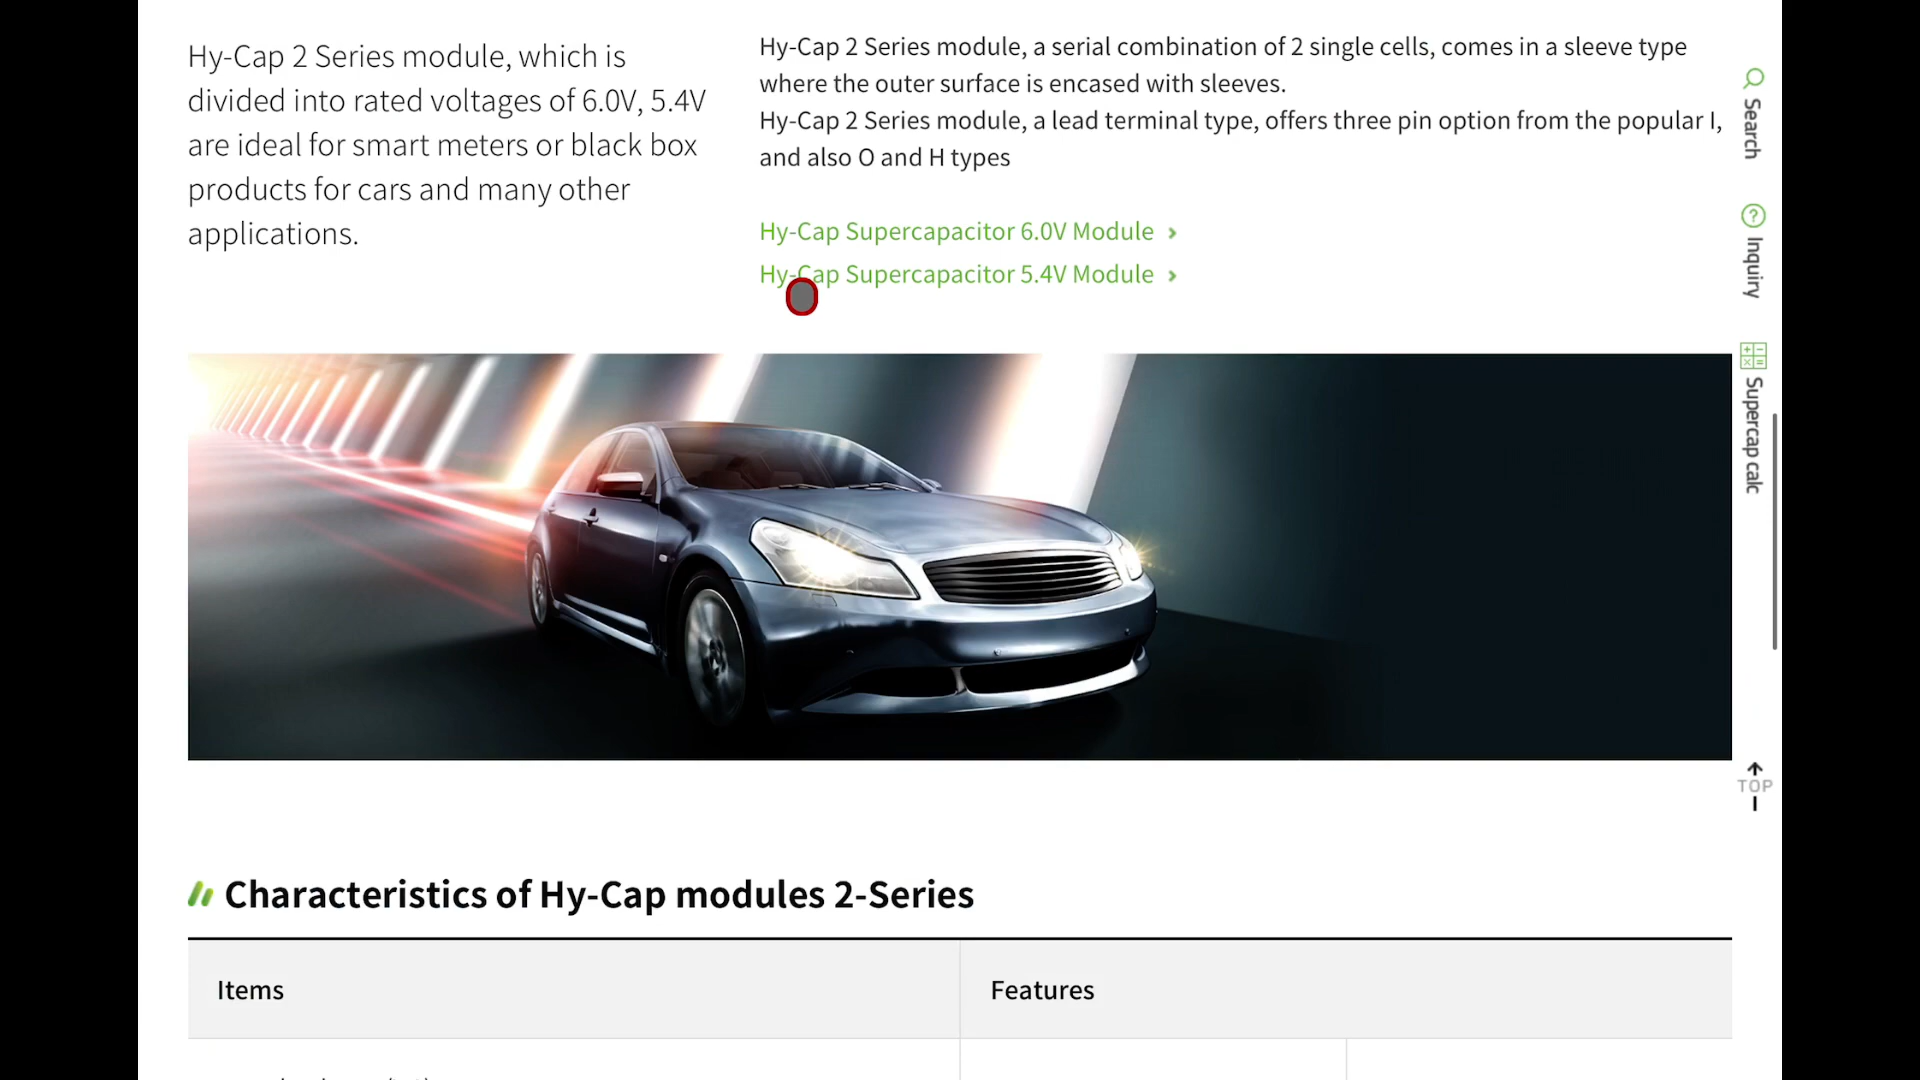 Hy-Cap 2 Series module, which is
divided into rated voltages of 6.0V, 5.4V
are ideal for smart meters or black box
products for cars and many other
applications.
Hy-Cap 2 Series module, a serial combination of 2 single cells, comes in a sleeve type
where the outer surface is encased with sleeves.
Hy-Cap 2 Series module, a lead terminal type, offers three pin option from the popular I,
and also O and H types
Hy-Cap Supercapacitor 6.0V Module
Hy-Cap Supercapacitor 5.4V Module
Search
Inquiry
Supercap calc
TOP
Characteristics of Hy-Cap modules 2-Series
Items
Features